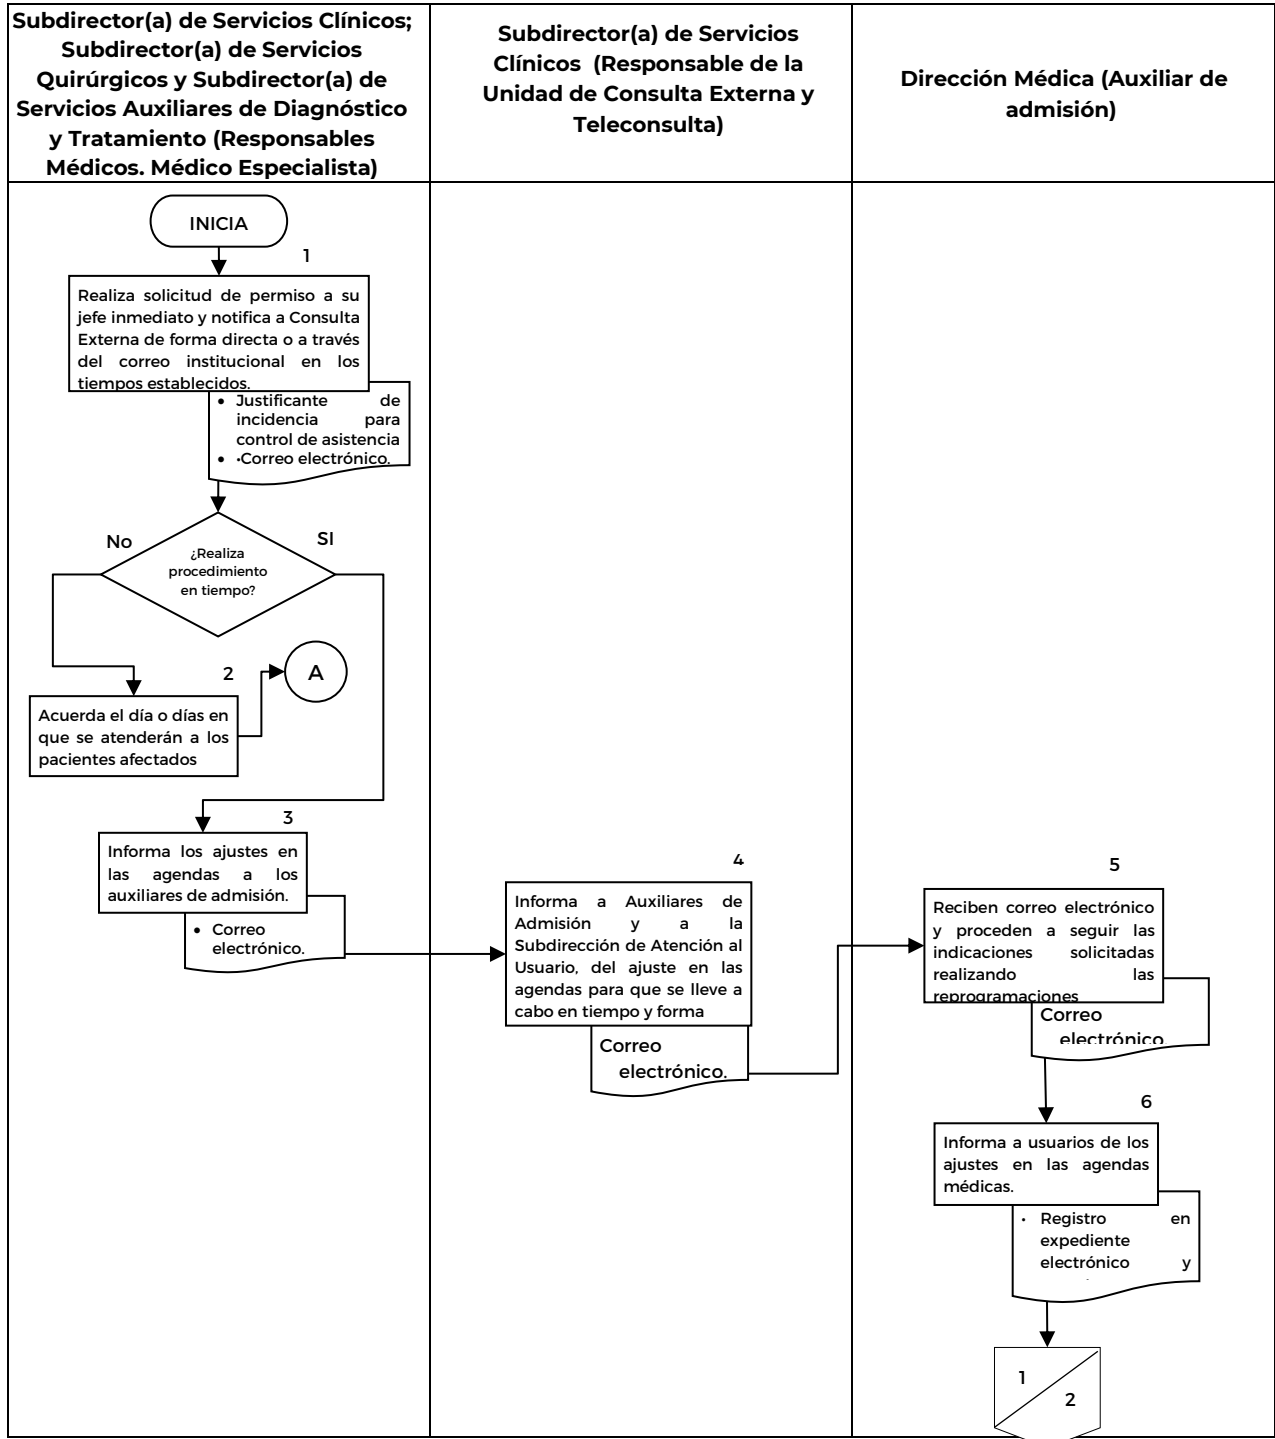 Subdirector(a) de Servicios Clínicos;
Subdirector(a) de Servicios
Quirúrgicos y Subdirector(a) de
Servicios Auxiliares de Diagnóstico
y Tratamiento (Responsables
Médicos. Médico Especialista)
Subdirector(a) de Servicios
Clínicos (Responsable de la
Unidad de Consulta Externa y
Teleconsulta)
Dirección Médica (Auxiliar de
admisión)
INICIA
1
Realiza solicitud de permiso a su
jefe inmediato y notifica a Consulta
Externa de forma directa o a través
del correo institucional en los
tiempos establecidos.
• Justificante de
incidencia para
control de asistencia
• •Correo electrónico.
No
SI
¿Realiza
procedimiento
en tiempo?
2
A
Acuerda el día o días en
que se atenderán a los
pacientes afectados
3
Informa los ajustes en
las agendas a los
auxiliares de admisión.
• Correo
electrónico.
4
Informa a Auxiliares de
Admisión y a la
Subdirección de Atención al
Usuario, del ajuste en las
agendas para que se lleve a
cabo en tiempo y forma
Correo
electrónico.
5
Reciben correo electrónico
y proceden a seguir las
indicaciones solicitadas
realizando las
reprogramaciones
Correo
electrónico
6
Informa a usuarios de los
ajustes en las agendas
médicas.
• Registro en
expediente
electrónico y
1
2